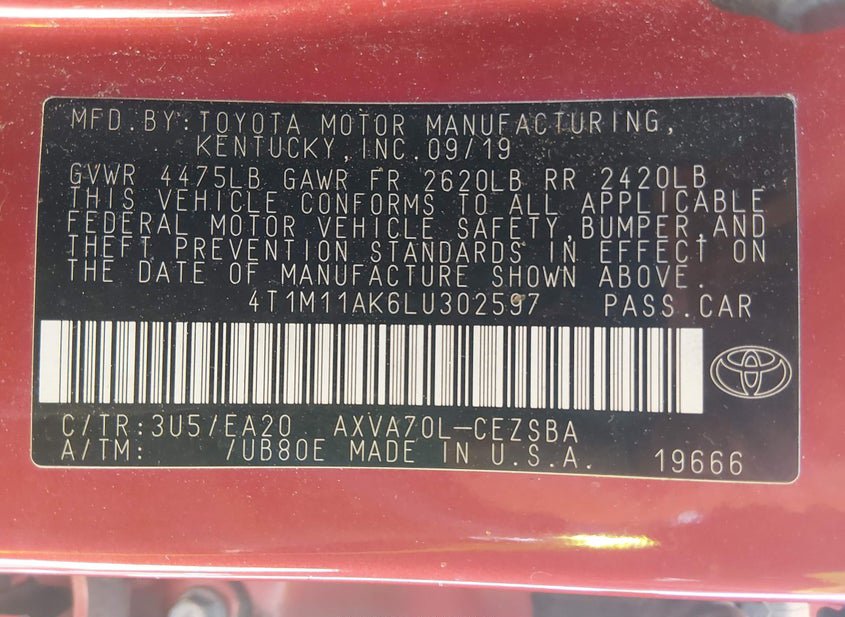 MFD.BY:TOYOTA MOTOR MANUFACTURING,
KENTUCKY,INC.09/19
GVWR 4475LB GAWR FR 2620LB RR 2420LB
THIS VEHICLE CONFORMS TO ALL APPLICABLE
FEDERAL MOTOR VEHICLE SAFETY,BUMPER,AND
THEFT PREVENTION STANDARDS IN EFFECT ON
THE DATE OF MANUFACTURE SHOWN ABOVE.
4T1M11AK6LU302597 PASS.CAR
C/TR:3U5/EA20 AXVA70L-CEZSBA
A/TM: /UB80E MADE IN U.S.A. 19666